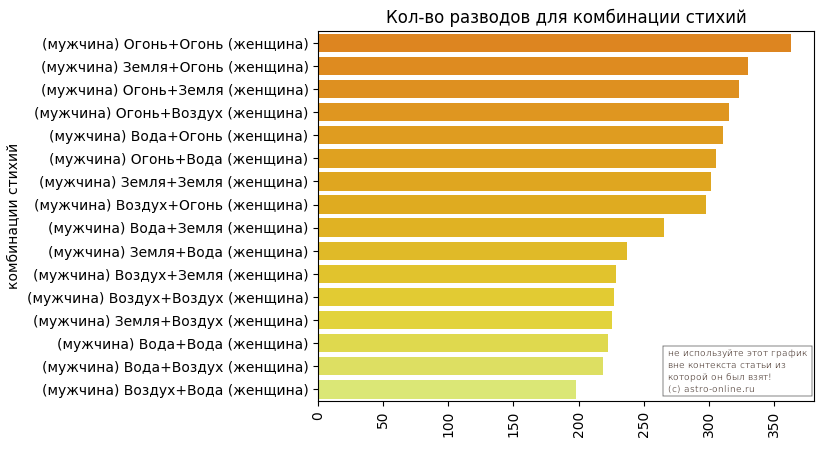 Кол-во разводов для комбинации стихий
комбинации стихий
(мужчина) Огонь+Огонь (женщина)
(мужчина) Земля+Огонь (женщина)
(мужчина) Огонь+Земля (женщина)
(мужчина) Огонь+Воздух (женщина)
(мужчина) Вода+Огонь (женщина)
(мужчина) Огонь+Вода (женщина)
(мужчина) Земля+Земля (женщина)
(мужчина) Воздух+Огонь (женщина)
(мужчина) Вода+Земля (женщина)
(мужчина) Земля+Вода (женщина)
(мужчина) Воздух+Земля (женщина)
(мужчина) Воздух+Воздух (женщина)
(мужчина) Земля+Воздух (женщина)
(мужчина) Вода+Вода (женщина)
(мужчина) Вода+Воздух (женщина)
(мужчина) Воздух+Вода (женщина)
не используйте этот график
вне контекста статьи из
которой он был взят!
(c) astro-online.ru
0
50
100
150
200
250
300
350